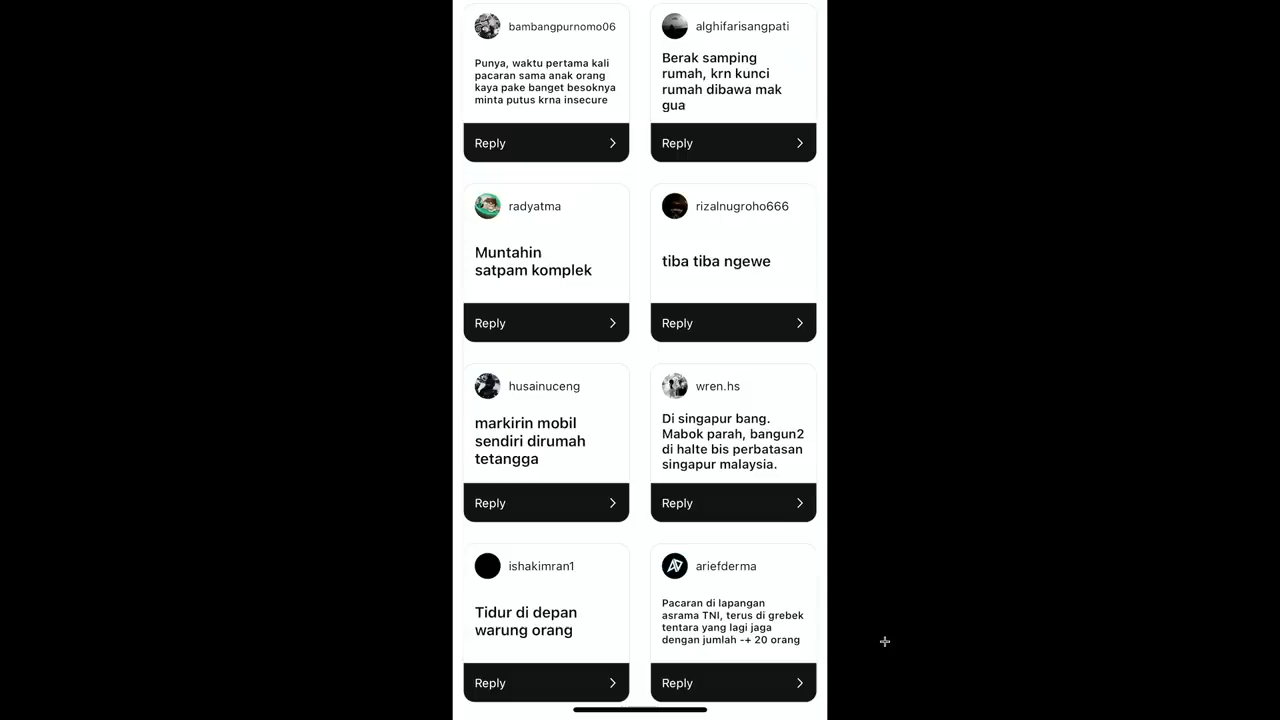 bambangpurnomo06
Punya, waktu pertama kali
pacaran sama anak orang
kaya pake banget besoknya
minta putus krna insecure
Reply
alghifarisangpati
Berak samping
rumah, krn kunci
rumah dibawa mak
gua
Reply
radyatma
Muntahin
satpam komplek
Reply
rizalnugroho666
tiba tiba ngewe
Reply
husainuceng
markirin mobil
sendiri dirumah
tetangga
Reply
wren.hs
Di singapur bang.
Mabok parah, bangun2
di halte bis perbatasan
singapur malaysia.
Reply
ishakimran1
Tidur di depan
warung orang
Reply
ariefderma
Pacaran di lapangan
asrama TNI, terus di grebek
tentara yang lagi jaga
dengan jumlah -+ 20 orang
Reply